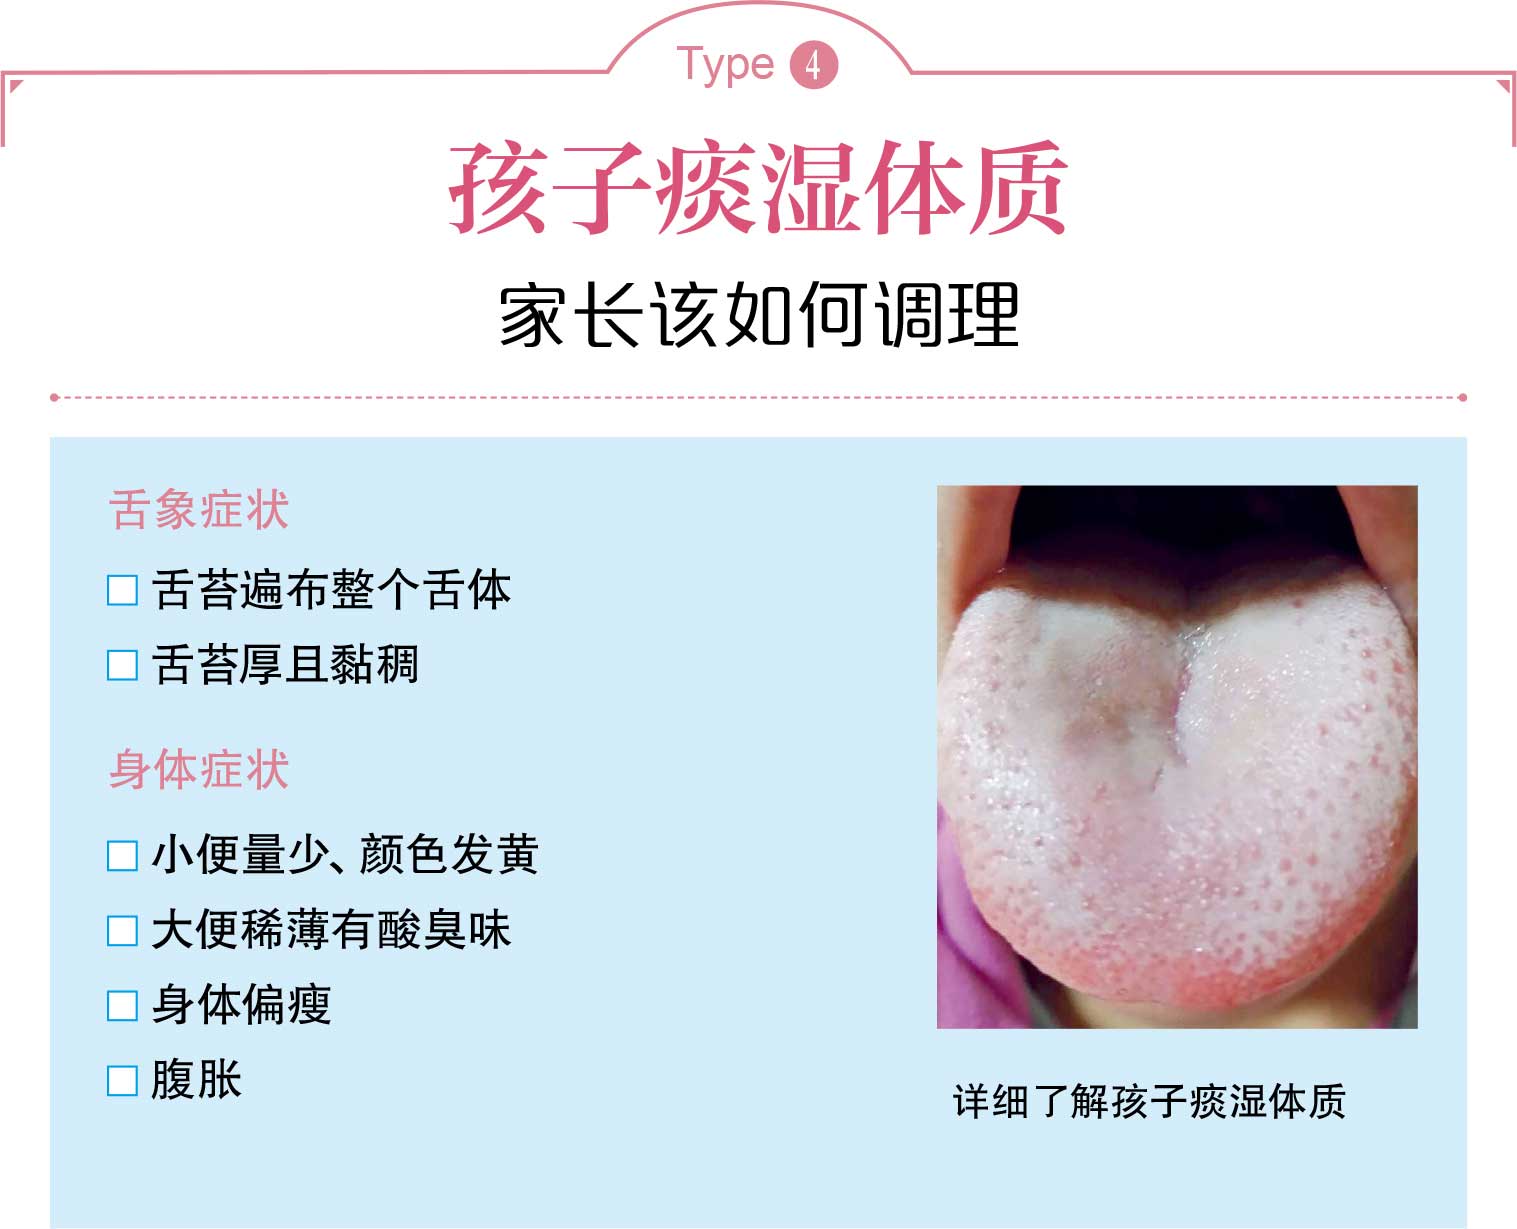 Type 4
孩子痰湿体质
家长该如何调理
舌象症状
舌苔遍布整个舌体
舌苔厚且黏稠
身体症状
小便量少、颜色发黄
大便稀薄有酸臭味
身体偏瘦
腹胀
详细了解孩子痰湿体质